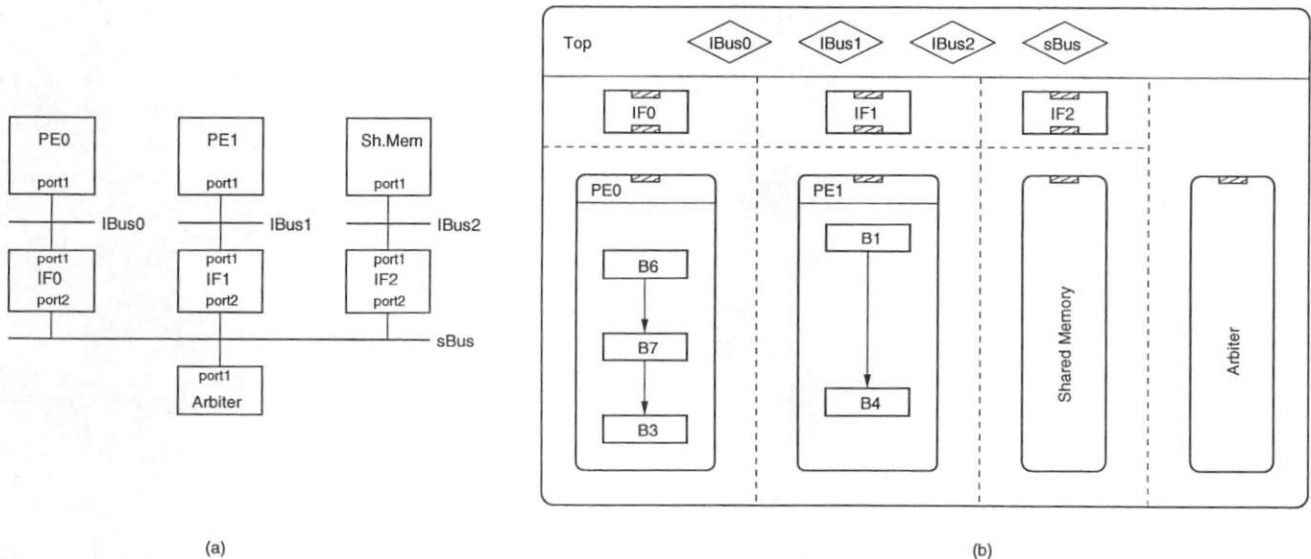 PE0
port1
PE1
port1
Sh.Mem
port1
IBus0
IBus1
IBus2
port1
IF0
port2
port1
IF1
port2
port1
IF2
port2
sBus
port1
Arbiter
(a)
Top
IBus0
IBus1
IBus2
sBus
IF0
IF1
IF2
PE0
B6
B7
B3
PE1
B1
B4
Shared Memory
Arbiter
(b)